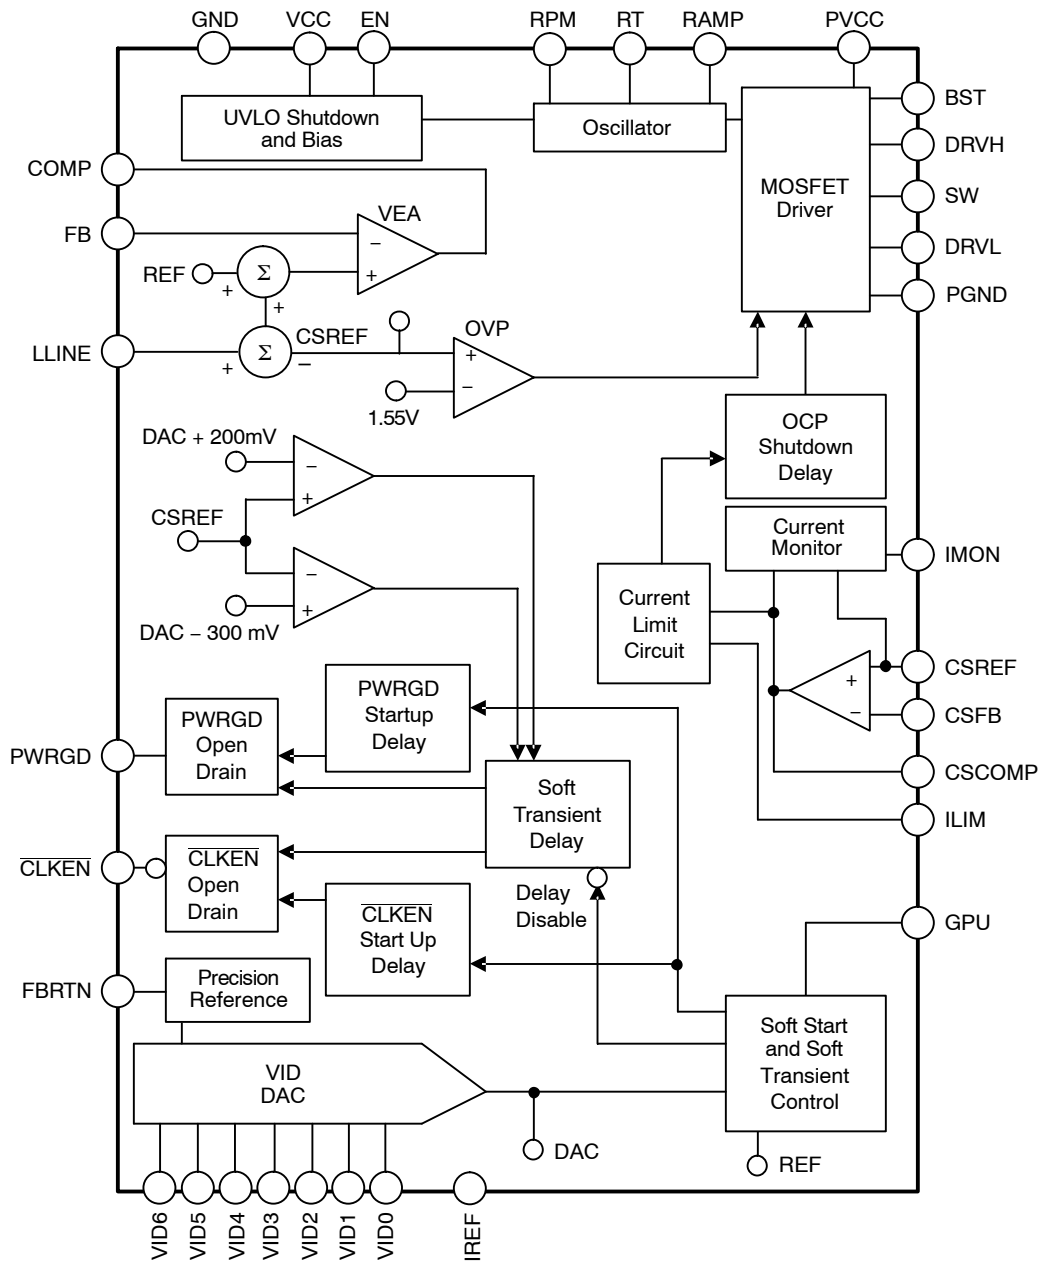 GND
VCC
EN
RPM
RT
RAMP
PVCC
UVLO Shutdown
and Bias
Oscillator
MOSFET
Driver
BST
DRVH
SW
DRVL
PGND
COMP
FB
VEA
−
+
REF
Σ
+
+
LLINE
Σ
+
−
CSREF
OVP
+
−
1.55V
OCP
Shutdown
Delay
DAC + 200mV
−
+
CSREF
−
+
DAC − 300 mV
Current
Monitor
IMON
Current
Limit
Circuit
+
−
CSREF
CSFB
CSCOMP
ILIM
PWRGD
Startup
Delay
PWRGD
Open
Drain
PWRGD
Soft
Transient
Delay
CLKEN
CLKEN
Open
Drain
CLKEN
Start Up
Delay
Delay
Disable
GPU
FBRTN
Precision
Reference
Soft Start
and Soft
Transient
Control
VID
DAC
DAC
REF
VID6
VID5
VID4
VID3
VID2
VID1
VID0
IREF